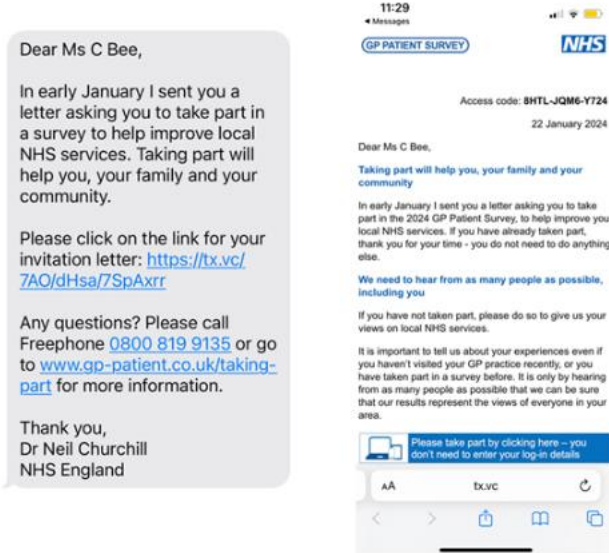 Dear Ms C Bee,
In early January I sent you a
letter asking you to take part in
a survey to help improve local
NHS services. Taking part will
help you, your family and your
community.
Please click on the link for your
invitation letter: https://tx.vc/
7AO/dHsa/7SpAxrr
Any questions? Please call
Freephone 0800 819 9135 or go
to www.gp-patient.co.uk/taking-
part for more information.
Thank you,
Dr Neil Churchill
NHS England
11:29
Messages
GP PATIENT SURVEY
NHS
Access code: 8HTL-JQM6-Y724
22 January 2024
Dear Ms C Bee,
Taking part will help you, your family and your
community
In early January I sent you a letter asking you to take
part in the 2024 GP Patient Survey, to help improve you
local NHS services. If you have already taken part,
thank you for your time - you do not need to do anything
else.
We need to hear from as many people as possible,
including you
If you have not taken part, please do so to give us your
views on local NHS services.
It is important to tell us about your experiences even if
you haven't visited your GP practice recently, or you
have taken part in a survey before. It is only by hearing
from as many people as possible that we can be sure
that our results represent the views of everyone in your
area.
Please take part by clicking here – you
don't need to enter your log-in details
AA
tx.vc